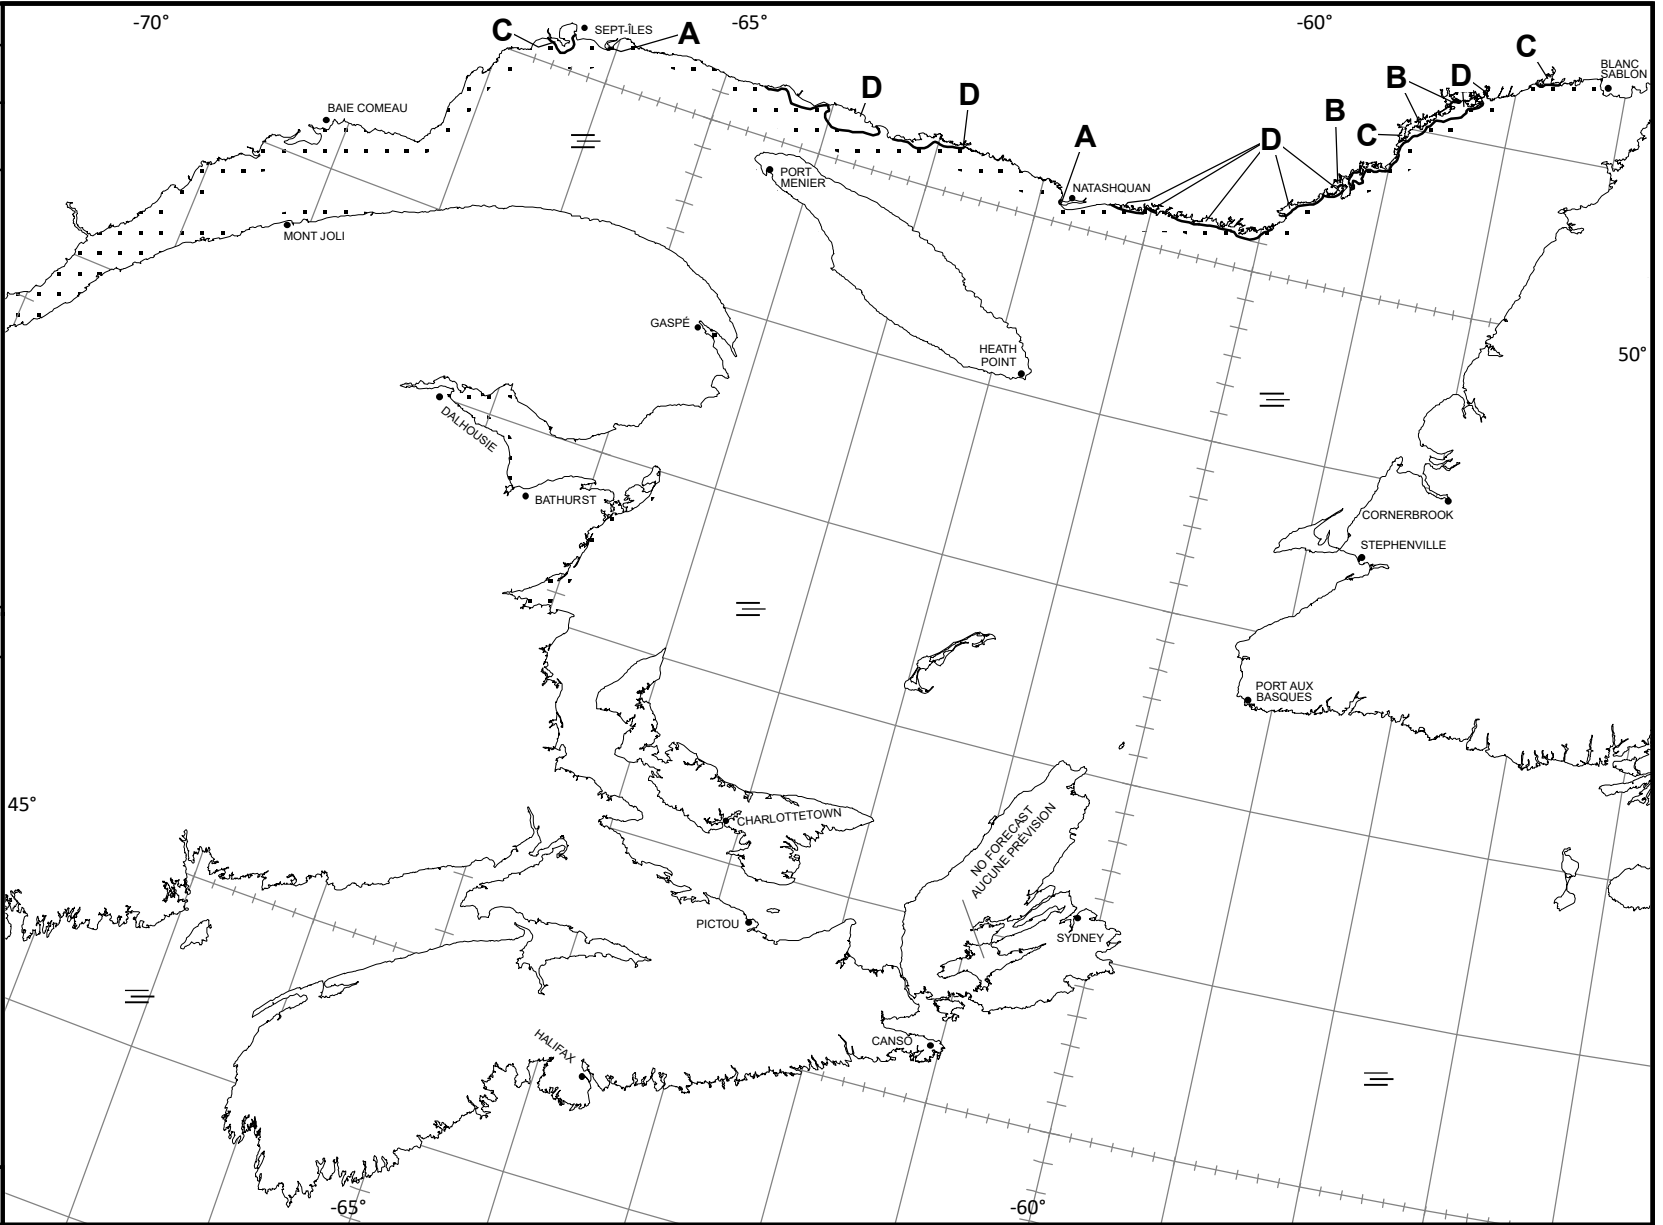 -70°
-65°
-60°
C
SEPT-ÎLES
A
C
BLANC
SABLON
B
D
D
D
BAIE COMEAU
B
A
D
C
PORT
MENIER
NATASHQUAN
MONT JOLI
GASPÉ
HEATH
POINT
50°
DALHOUSIE
BATHURST
CORNERBROOK
STEPHENVILLE
PORT AUX
BASQUES
45°
CHARLOTTETOWN
NO FORECAST
AUCUNE PRÉVISION
PICTOU
SYDNEY
CANSO
HALIFAX
-65°
-60°